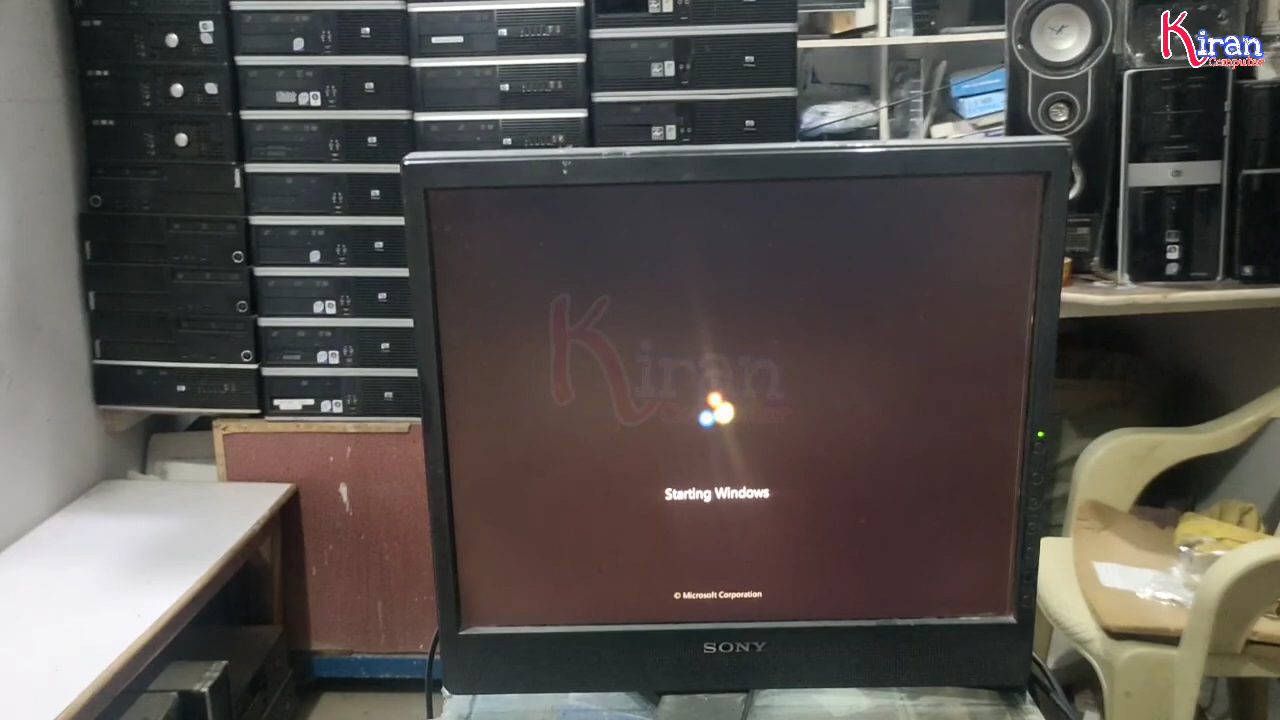 Kiran
Computer
Kiran
Starting Windows
© Microsoft Corporation
SONY